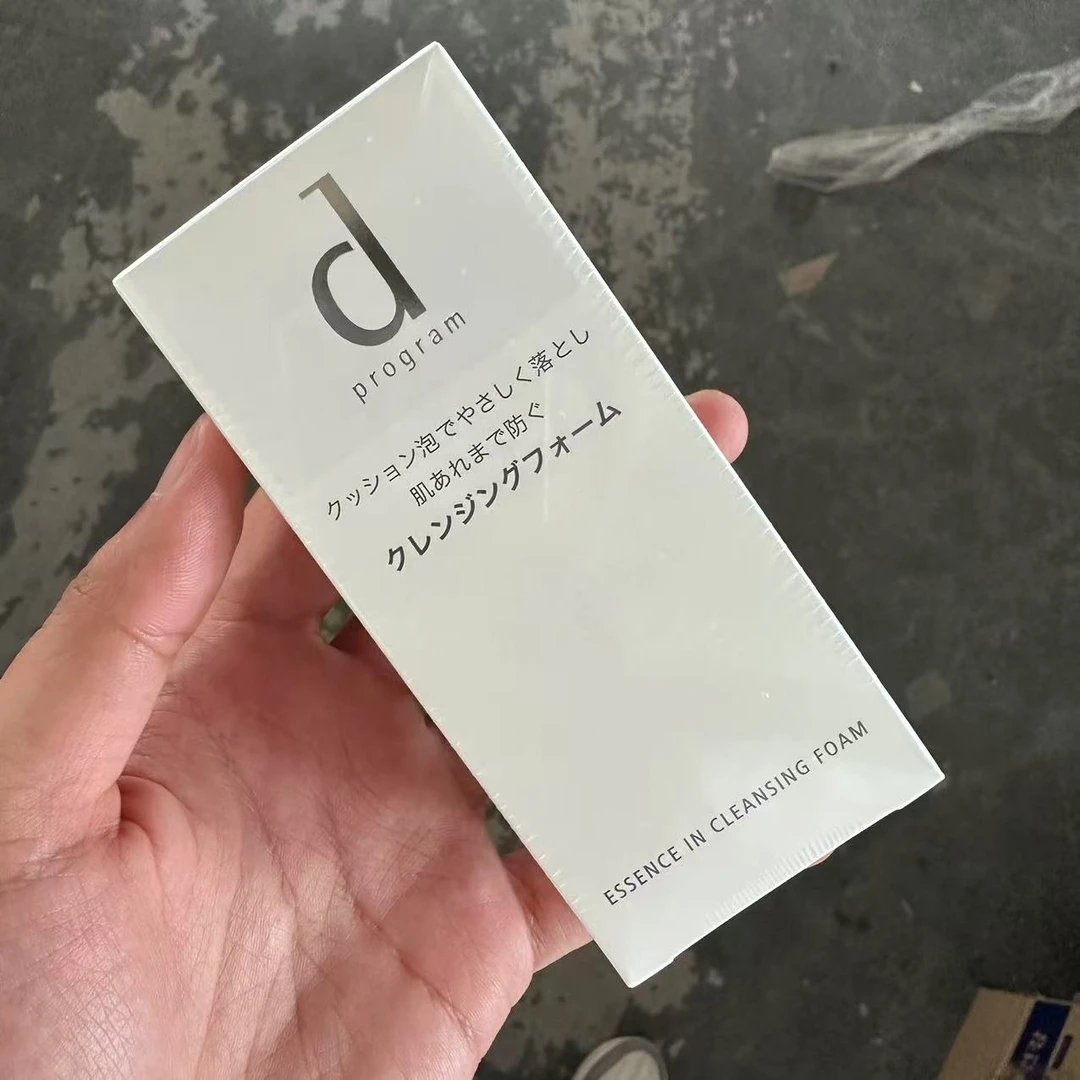 d
program
クッション泡でやさしく落とし
肌あれまで防ぐ
クレンジングフォーム
ESSENCE IN CLEANSING FOAM